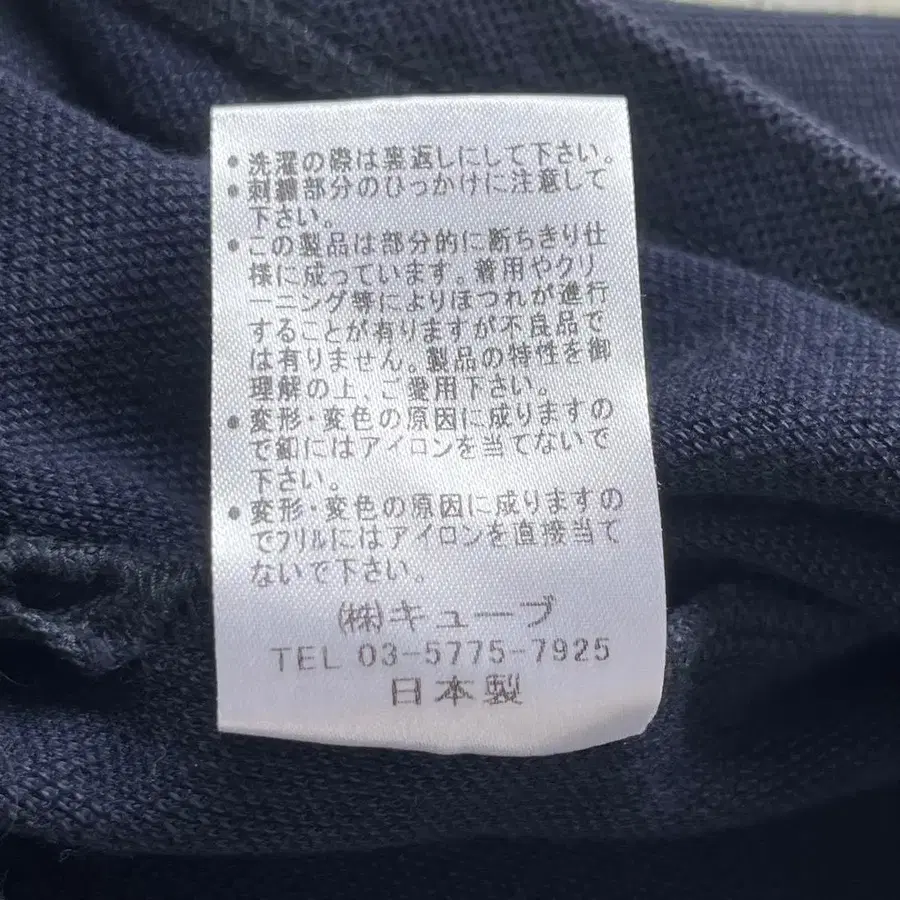 • 洗濯の際は裏返しにして下さい。
• 刺繍部分のひっかけに注意して
下さい。
• この製品は部分的に断ちきり仕
様に成っています。着用やクリ
ーニング等によりほつれが進行
することが有りますが不良品で
は有りません。製品の特性を御
理解の上、ご愛用下さい。
• 変形・変色の原因に成りますの
で釦にはアイロンを当てないで
下さい。
• 変形・変色の原因に成りますの
でフリルにはアイロンを直接当て
ないで下さい。
㈱キューブ
TEL 03-5775-7925
日本製